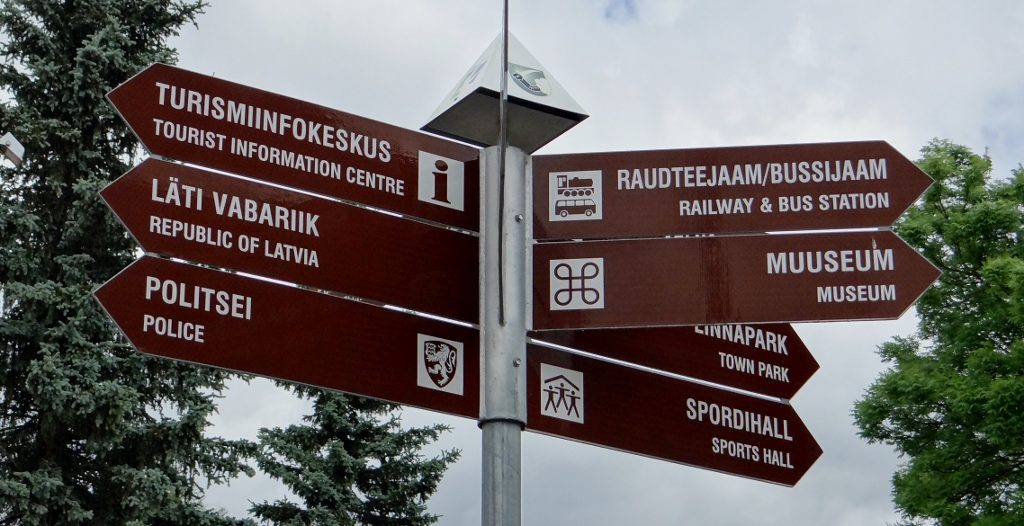 TURISMIINFOKESKUS
TOURIST INFORMATION CENTRE
i
LÄTI VABARIIK
REPUBLIC OF LATVIA
POLITSEI
POLICE
RAUDTEEJAAM/BUSSIJAAM
RAILWAY & BUS STATION
MUUSEUM
MUSEUM
LINNAPARK
TOWN PARK
SPORDIHALL
SPORTS HALL